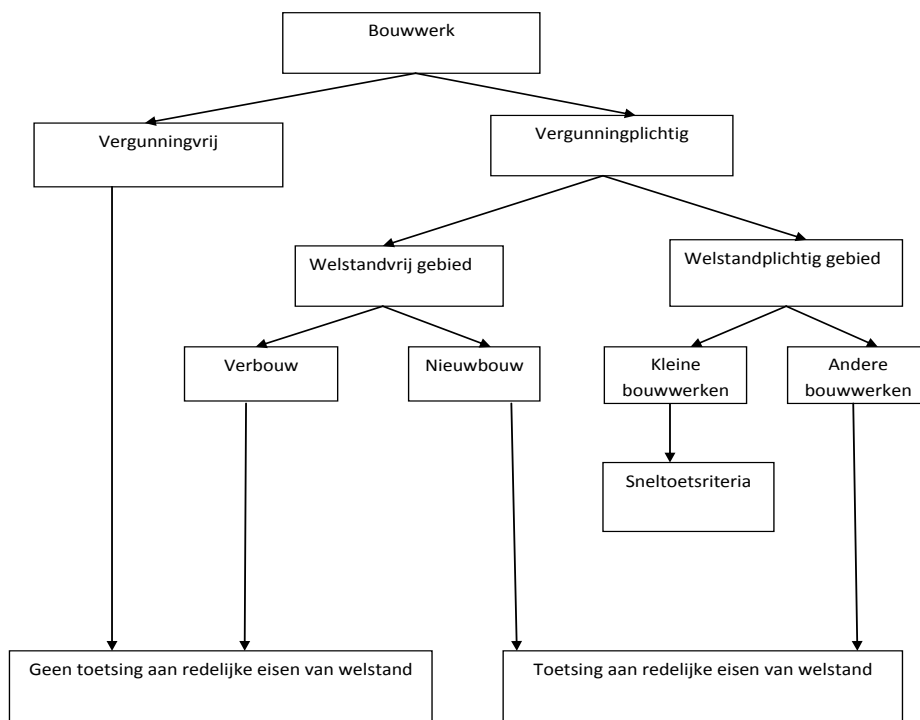 Bouwwerk
Vergunningvrij
Vergunningplichtig
Welstandvrij gebied
Welstandplichtig gebied
Verbouw
Nieuwbouw
Kleine
bouwwerken
Andere
bouwwerken
Sneltoetsriteria
Geen toetsing aan redelijke eisen van welstand
Toetsing aan redelijke eisen van welstand